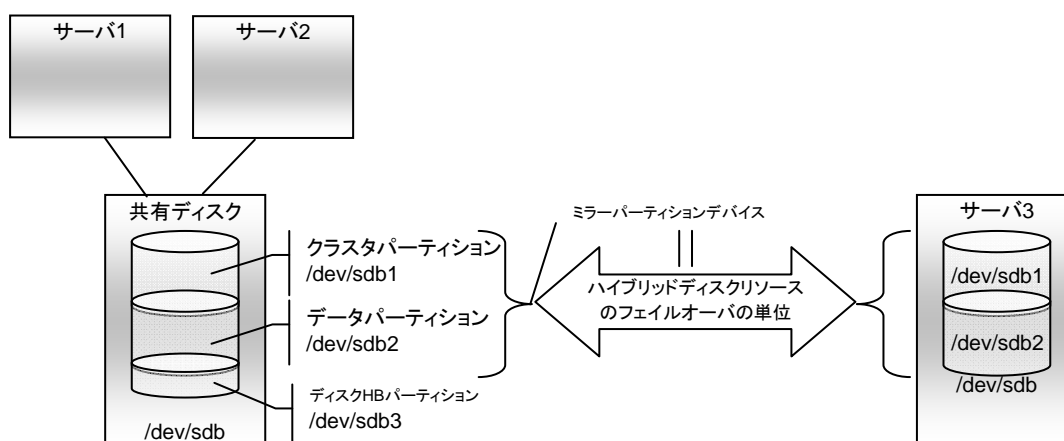 サーバ1
サーバ2
共有ディスク
クラスタパーティション
/dev/sdb1
データパーティション
/dev/sdb2
ディスクHBパーティション
/dev/sdb3
/dev/sdb
ミラーパーティションデバイス
ハイブリッドディスクリソース
のフェイルオーバの単位
サーバ3
/dev/sdb1
/dev/sdb2
/dev/sdb